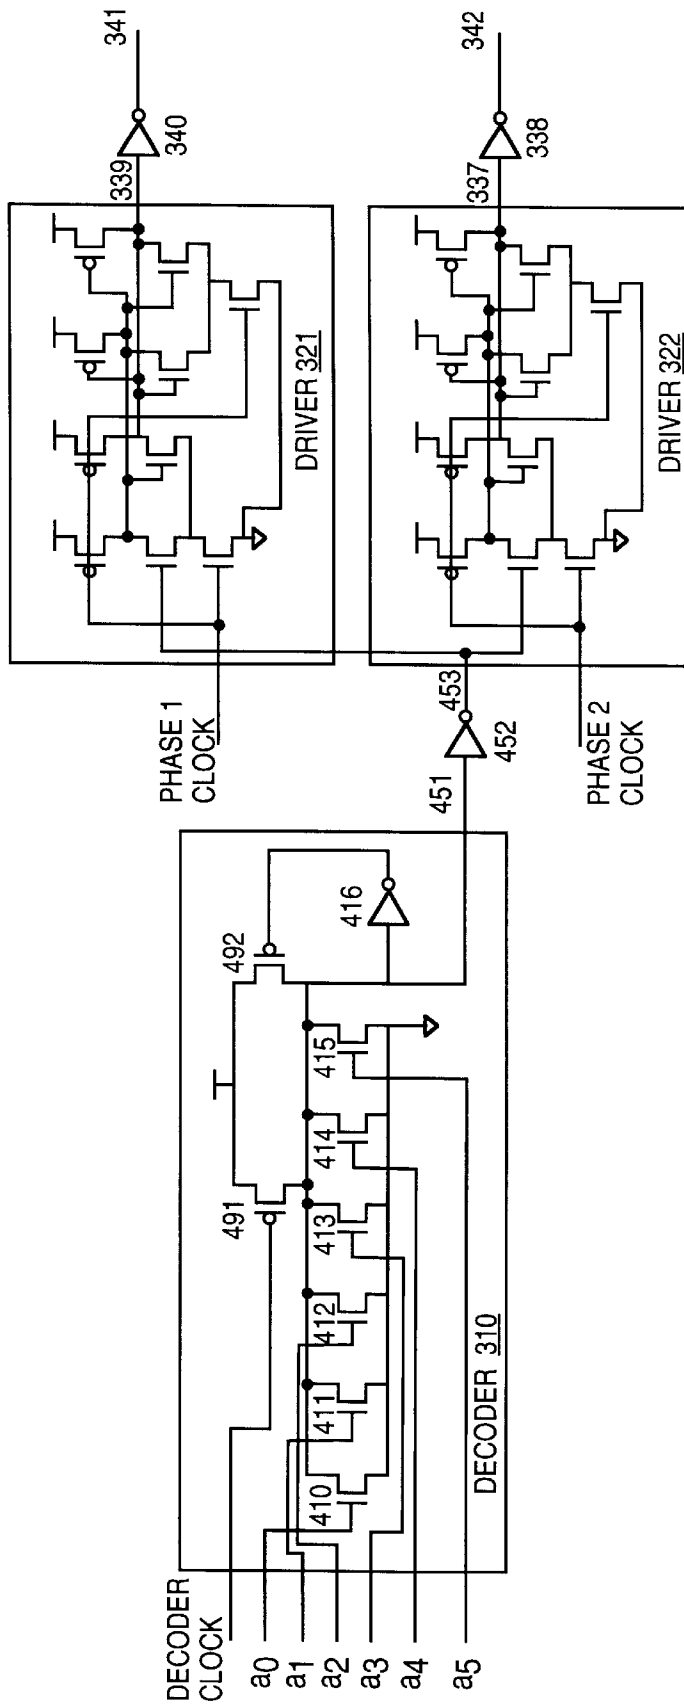 DECODER
CLOCK
a0
a1
a2
a3
a4
a5
410
411
412
413
414
415
491
492
416
DECODER 310
451
452
453
PHASE 1
CLOCK
PHASE 2
CLOCK
DRIVER 321
DRIVER 322
339
340
341
337
338
342